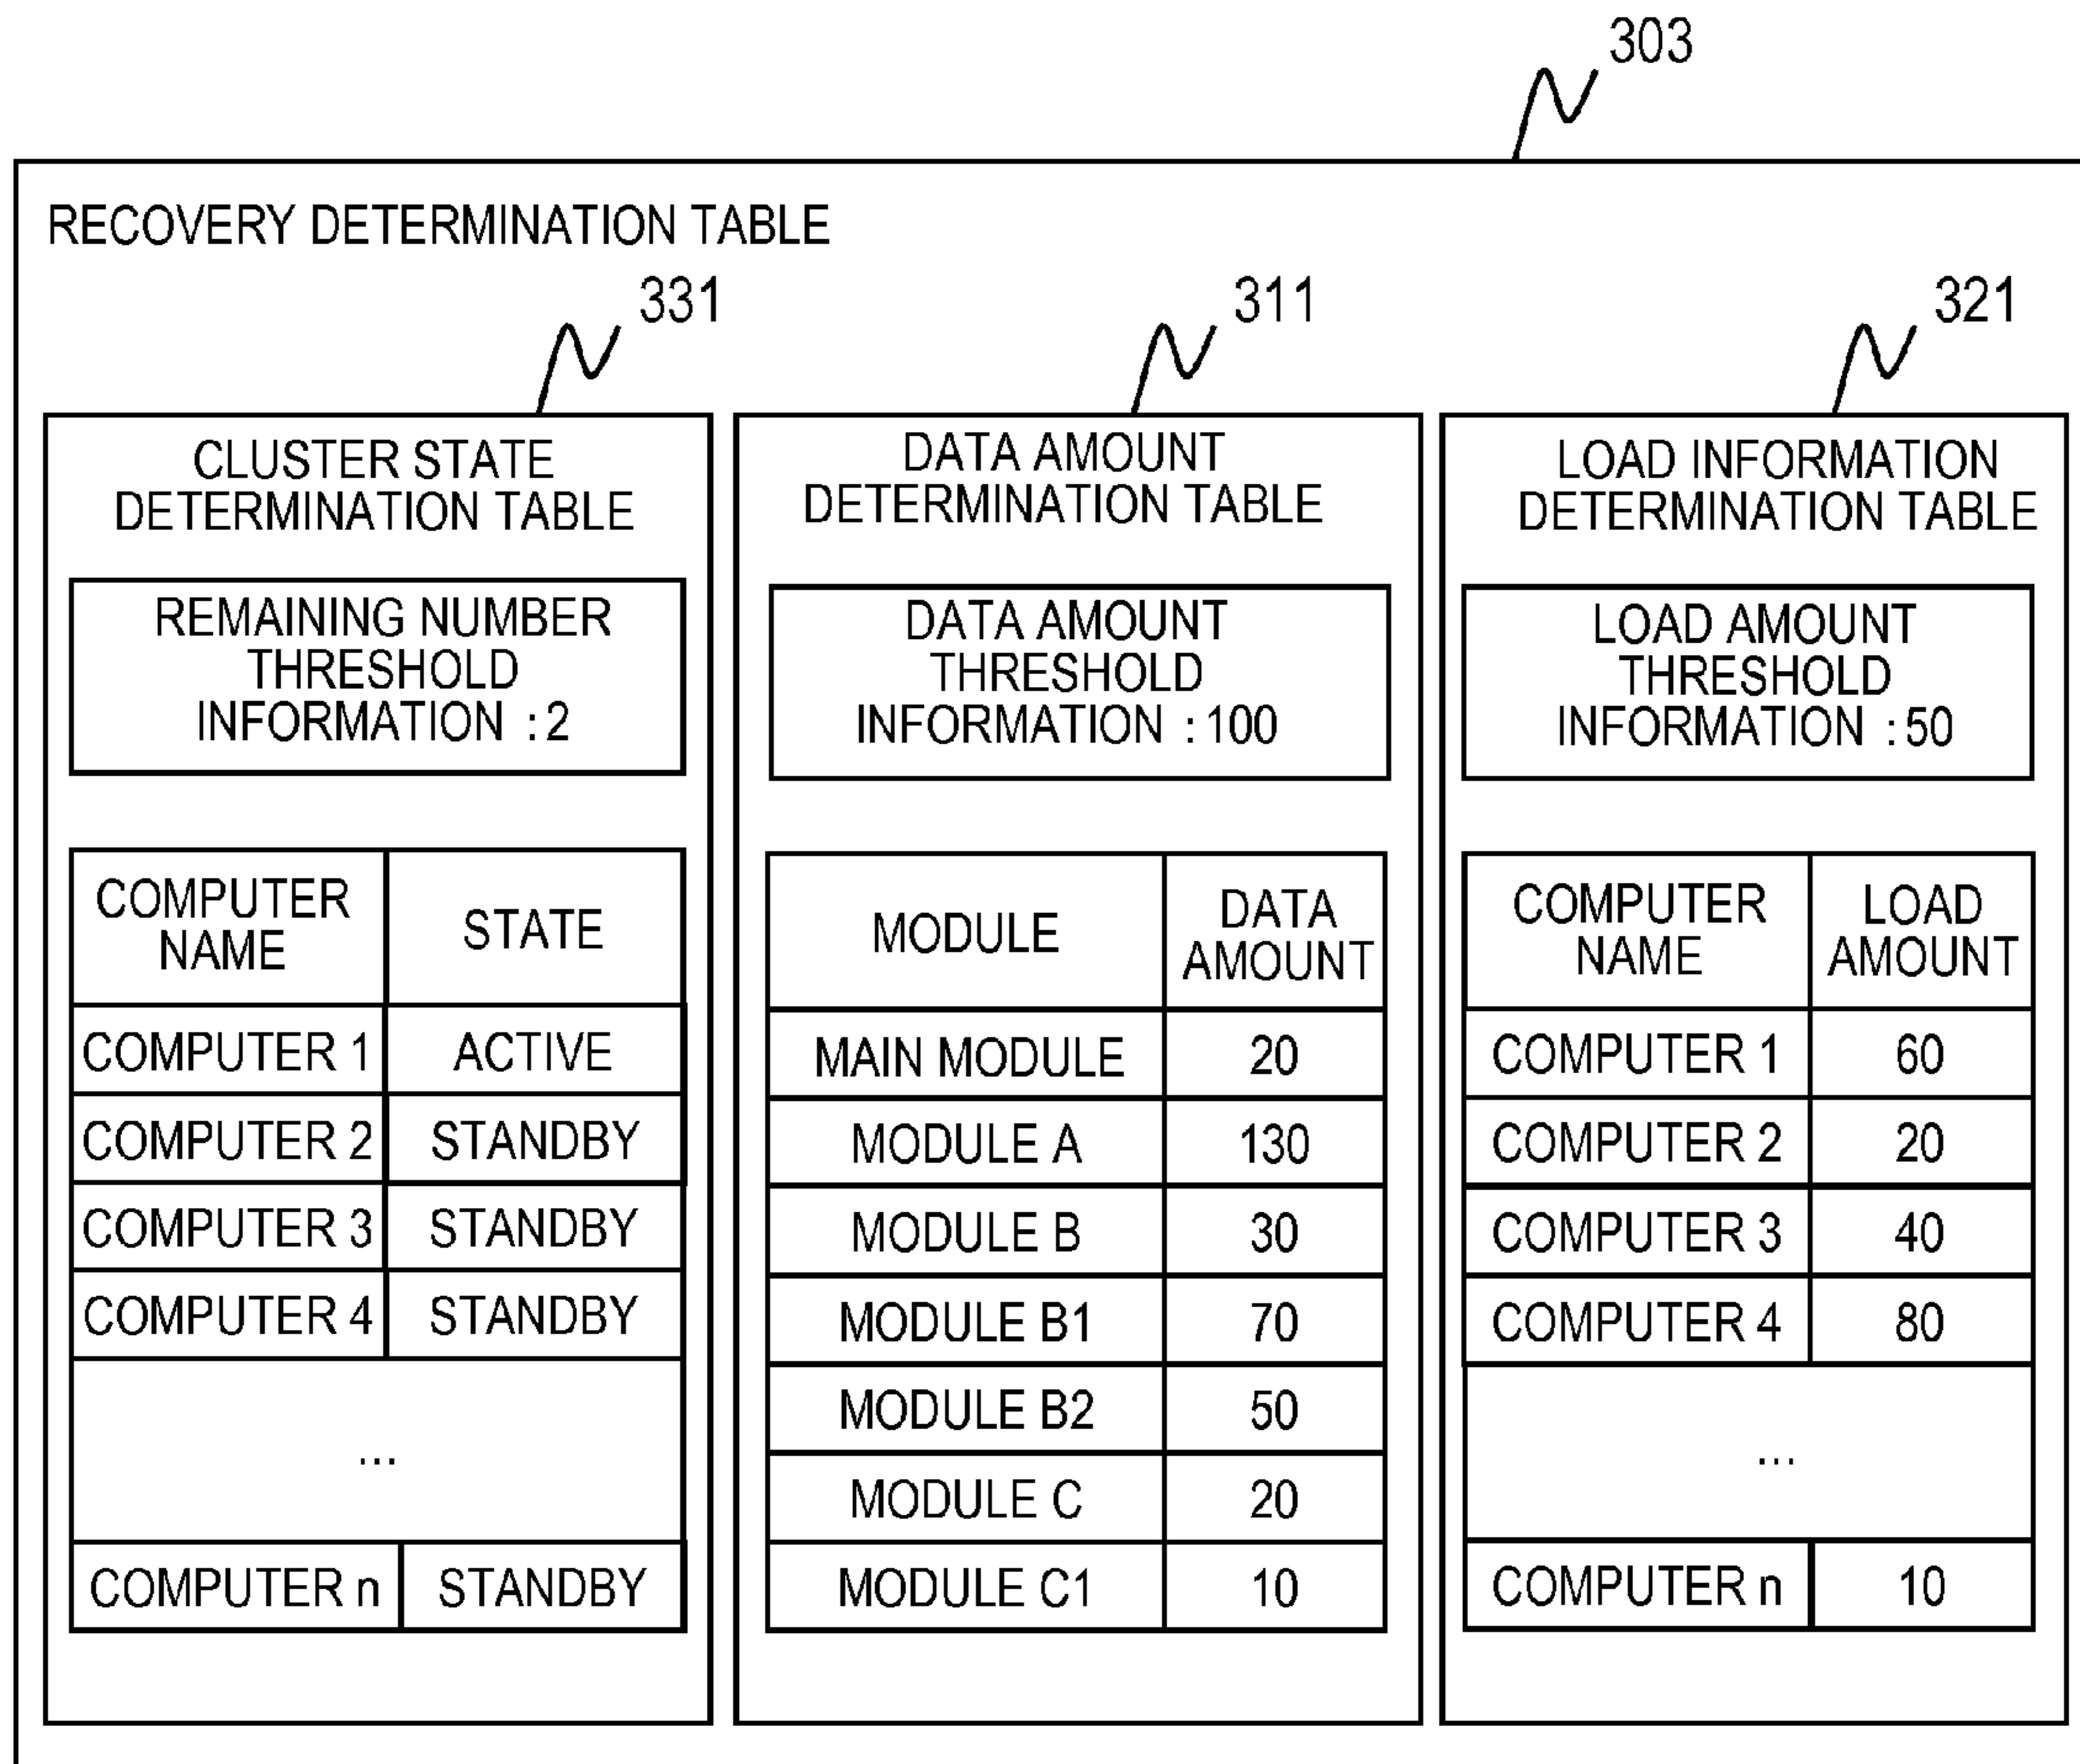 303
RECOVERY DETERMINATION TABLE
331
CLUSTER STATE
DETERMINATION TABLE
REMAINING NUMBER
THRESHOLD
INFORMATION : 2
COMPUTER NAME STATE
COMPUTER 1 ACTIVE
COMPUTER 2 STANDBY
COMPUTER 3 STANDBY
COMPUTER 4 STANDBY
...
COMPUTER n STANDBY
311
DATA AMOUNT
DETERMINATION TABLE
DATA AMOUNT
THRESHOLD
INFORMATION : 100
MODULE DATA AMOUNT
MAIN MODULE 20
MODULE A 130
MODULE B 30
MODULE B1 70
MODULE B2 50
MODULE C 20
MODULE C1 10
321
LOAD INFORMATION
DETERMINATION TABLE
LOAD AMOUNT
THRESHOLD
INFORMATION : 50
COMPUTER NAME LOAD AMOUNT
COMPUTER 1 60
COMPUTER 2 20
COMPUTER 3 40
COMPUTER 4 80
...
COMPUTER n 10